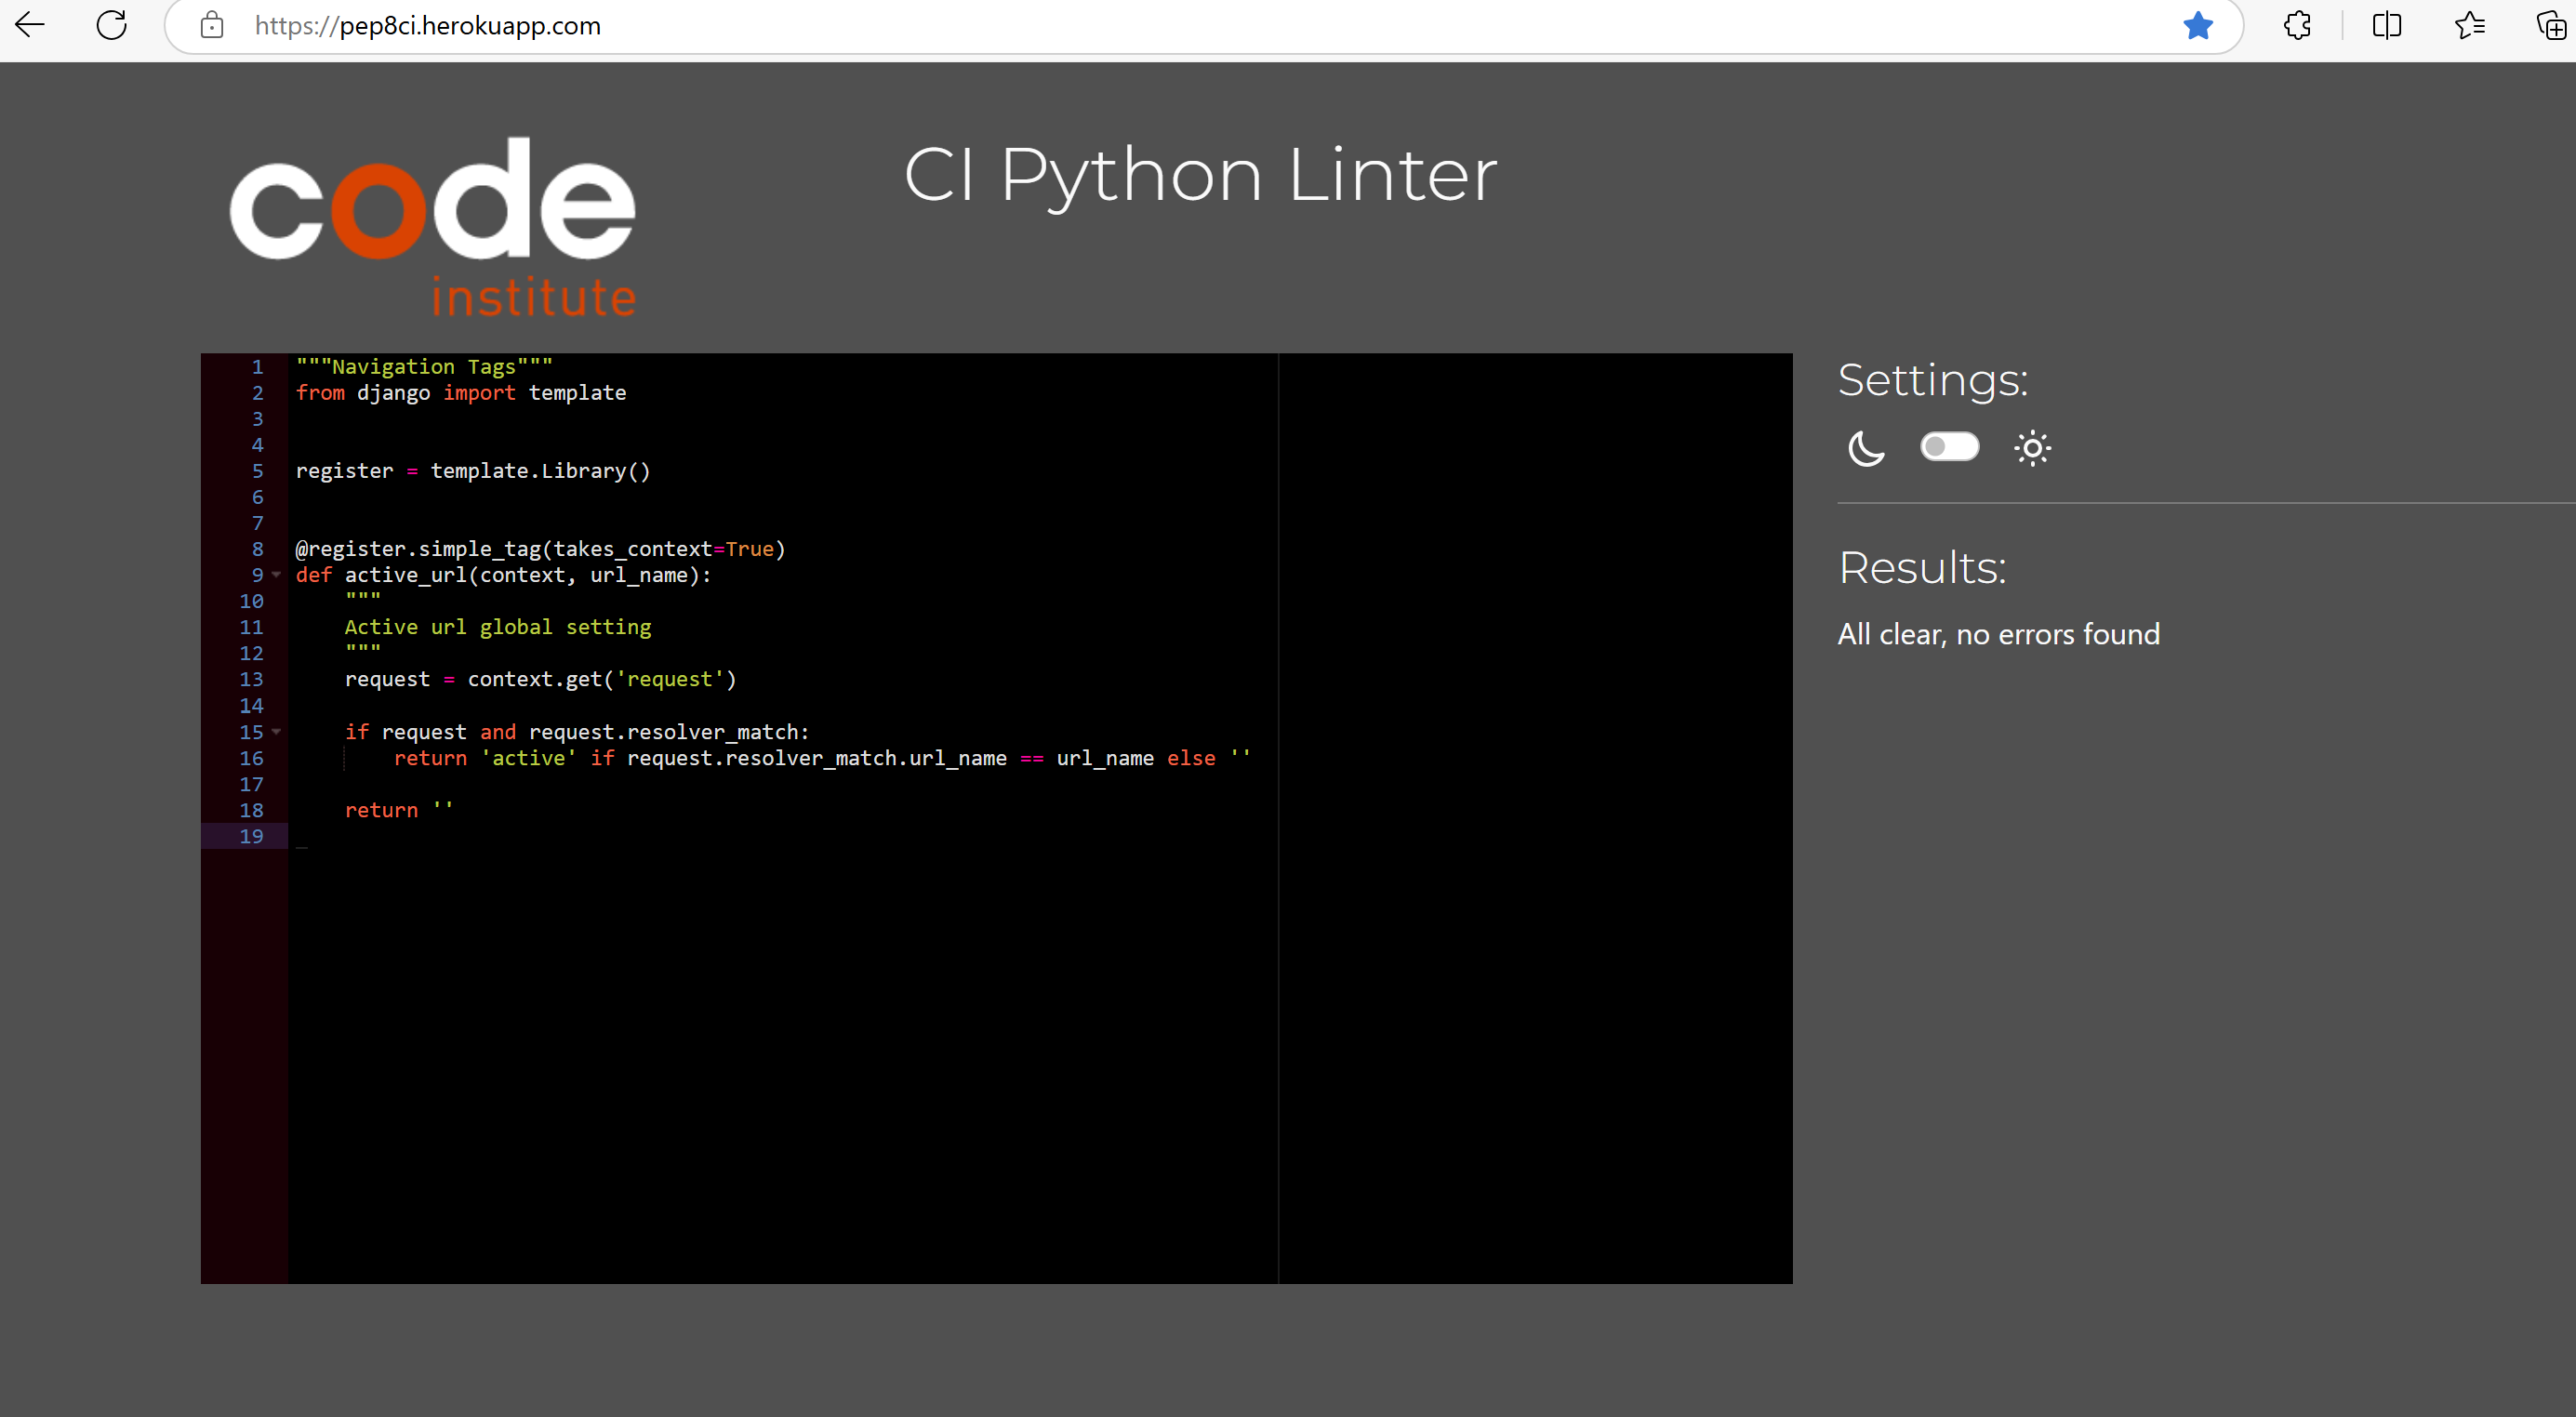 https://pep8ci.herokuapp.com
code
institute
CI Python Linter
1 """Navigation Tags"""
2 from django import template
3
4
5 register = template.Library()
6
7
8 @register.simple_tag(takes_context=True)
9 def active_url(context, url_name):
10     """
11     Active url global setting
12     """
13     request = context.get('request')
14
15     if request and request.resolver_match:
16         return 'active' if request.resolver_match.url_name == url_name else ''
17
18     return ''
19
Settings:
Results:
All clear, no errors found